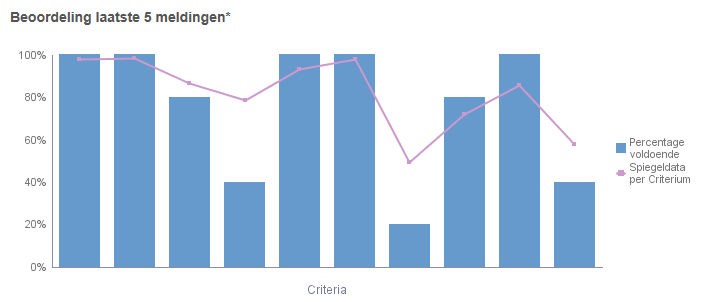 Beoordeling laatste 5 meldingen*
100%
80%
60%
40%
20%
0%
Criteria
Percentage
voldoende
Spiegeldata
per Criterium